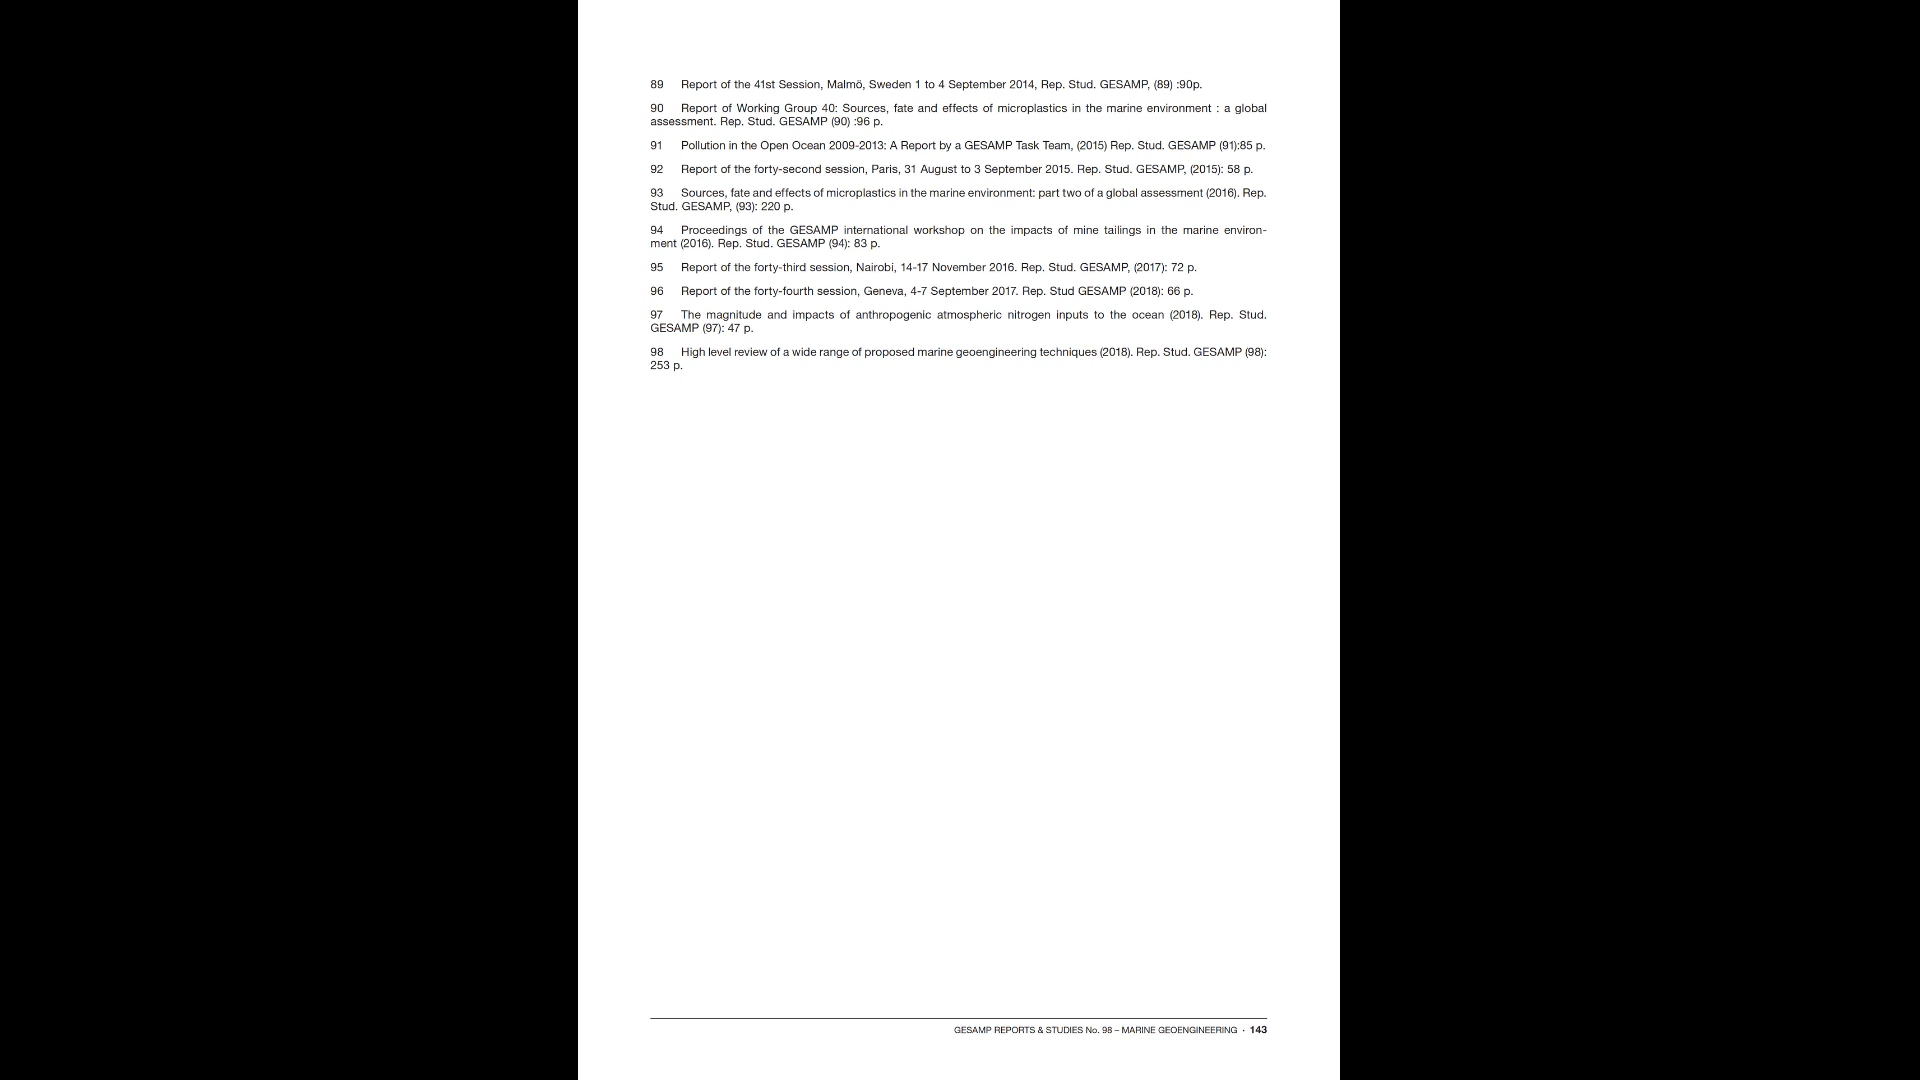 89 Report of the 41st Session, Malmö, Sweden 1 to 4 September 2014, Rep. Stud. GESAMP, (89) :90p.
90 Report of Working Group 40: Sources, fate and effects of microplastics in the marine environment : a global
assessment. Rep. Stud. GESAMP (90) :96 p.
91 Pollution in the Open Ocean 2009-2013: A Report by a GESAMP Task Team, (2015) Rep. Stud. GESAMP (91):85 p.
92 Report of the forty-second session, Paris, 31 August to 3 September 2015. Rep. Stud. GESAMP, (2015): 58 p.
93 Sources, fate and effects of microplastics in the marine environment: part two of a global assessment (2016). Rep.
Stud. GESAMP, (93): 220 p.
94 Proceedings of the GESAMP international workshop on the impacts of mine tailings in the marine environ-
ment (2016). Rep. Stud. GESAMP (94): 83 p.
95 Report of the forty-third session, Nairobi, 14-17 November 2016. Rep. Stud. GESAMP, (2017): 72 p.
96 Report of the forty-fourth session, Geneva, 4-7 September 2017. Rep. Stud GESAMP (2018): 66 p.
97 The magnitude and impacts of anthropogenic atmospheric nitrogen inputs to the ocean (2018). Rep. Stud.
GESAMP (97): 47 p.
98 High level review of a wide range of proposed marine geoengineering techniques (2018). Rep. Stud. GESAMP (98):
253 p.
GESAMP REPORTS & STUDIES No. 98 – MARINE GEOENGINEERING · 143